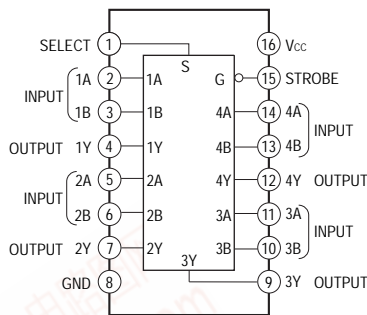 SELECT 1 S 16 Vcc
1A 2 1A G 15 STROBE
INPUT
1B 3 1B 4A 14 4A
INPUT
OUTPUT 1Y 4 1Y 4B 13 4B
2A 5 2A 4Y 12 4Y OUTPUT
INPUT
2B 6 2B 3A 11 3A
INPUT
OUTPUT 2Y 7 2Y 3B 10 3B
3Y
GND 8 9 3Y OUTPUT